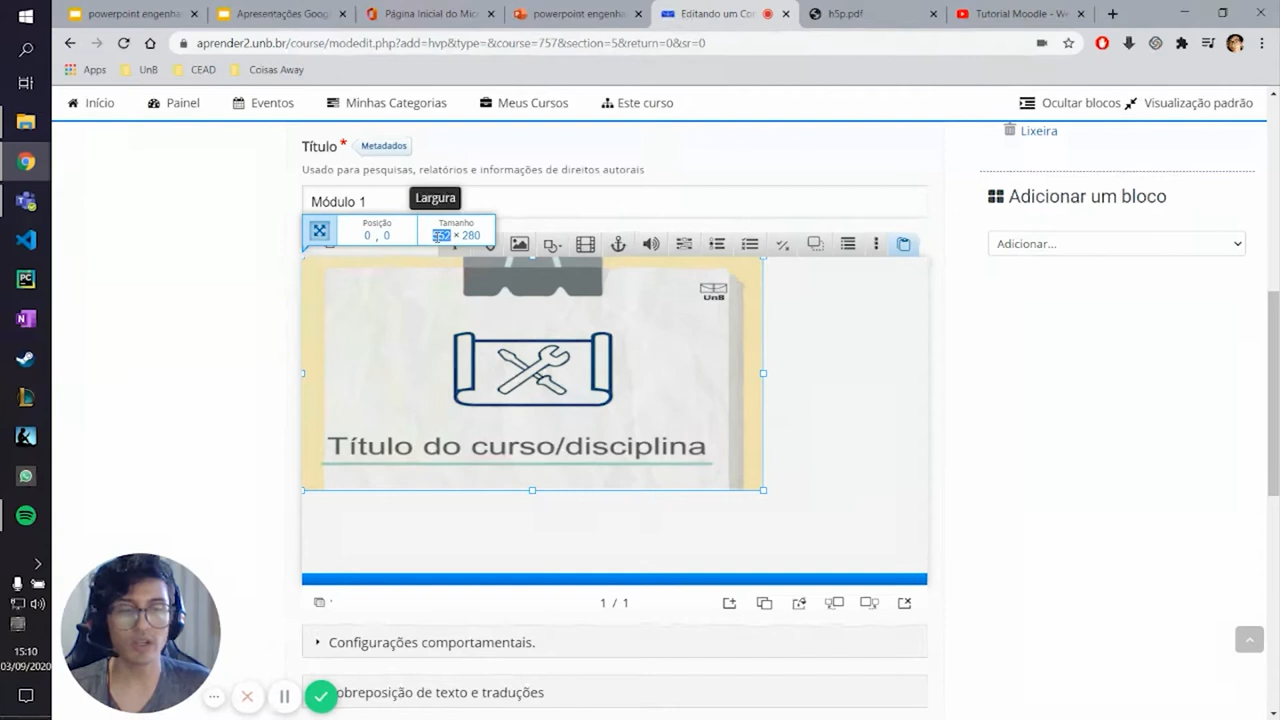 powerpoint engenha
Apresentações Goog
Página Inicial do Mic
powerpoint engenha
Editando um Co
h5p.pdf
Tutorial Moodle - We
aprender2.unb.br/course/modedit.php?add=hvp&type=&course=757&section=5&return=0&sr=0
Apps
UnB
CEAD
Coisas Away
Início
Painel
Eventos
Minhas Categorias
Meus Cursos
Este curso
Ocultar blocos
Visualização padrão
Lixeira
Título *
Metadados
Usado para pesquisas, relatórios e informações de direitos autorais
Adicionar um bloco
Módulo 1
Largura
Posição
Tamanho
0 , 0
× 280
Adicionar...
UnB
Título do curso/disciplina
1 / 1
Configurações comportamentais.
obreposição de texto e traduções
15:10
03/09/2020